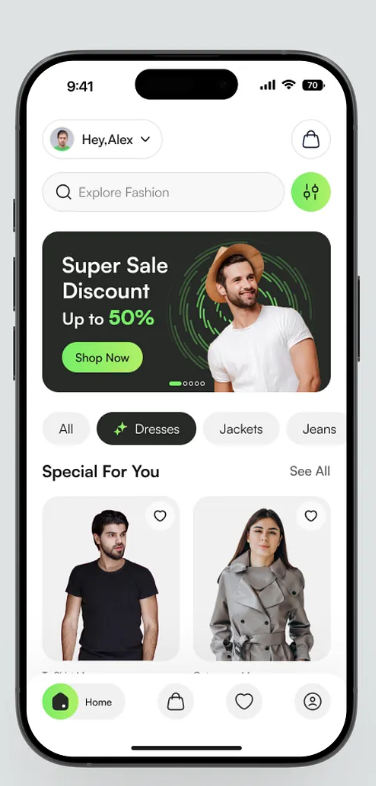 9:41
70
Hey,Alex
Explore Fashion
Super Sale
Discount
Up to 50%
Shop Now
All
Dresses
Jackets
Jeans
Special For You
See All
Home